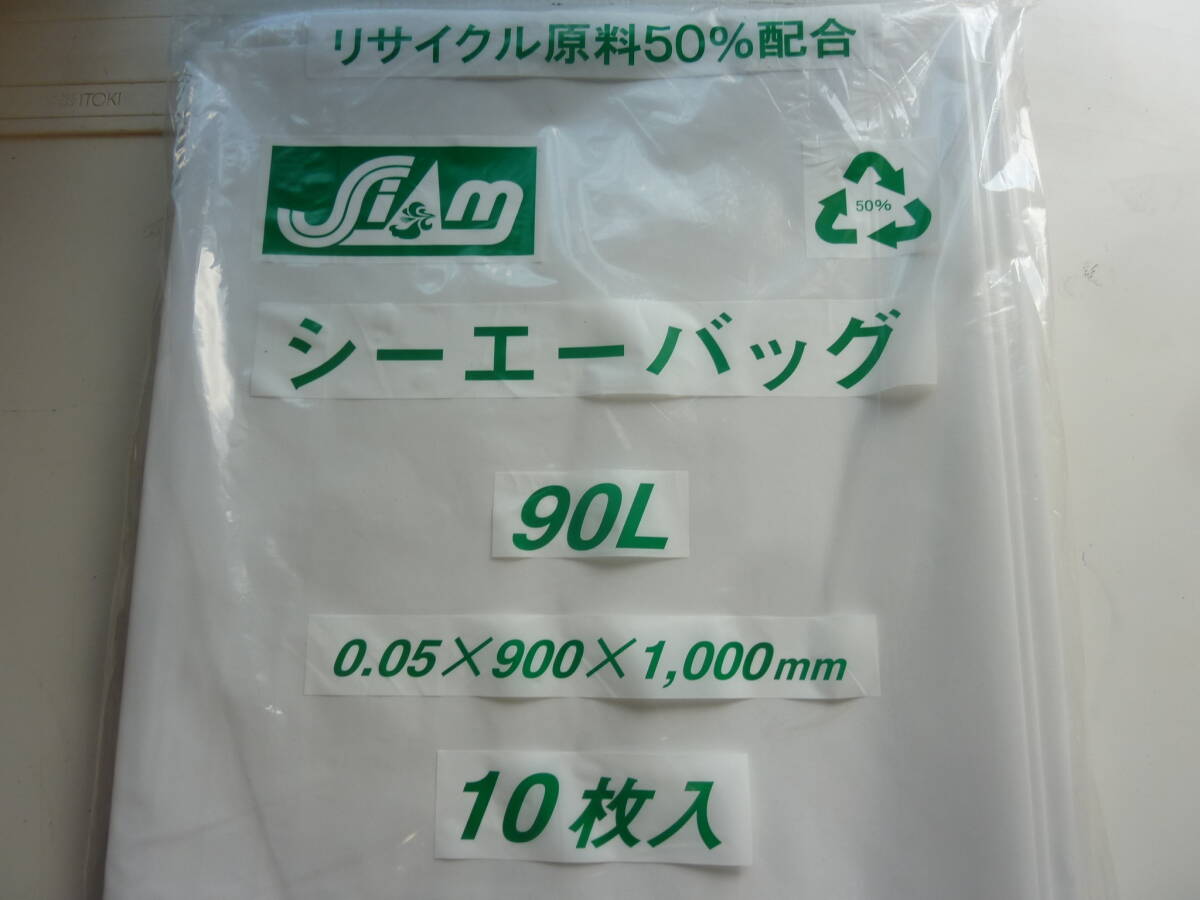 リサイクル原料50%配合
ITOKI
SiAm
50%
シーエーバッグ
90L
0.05×900×1,000mm
10枚入